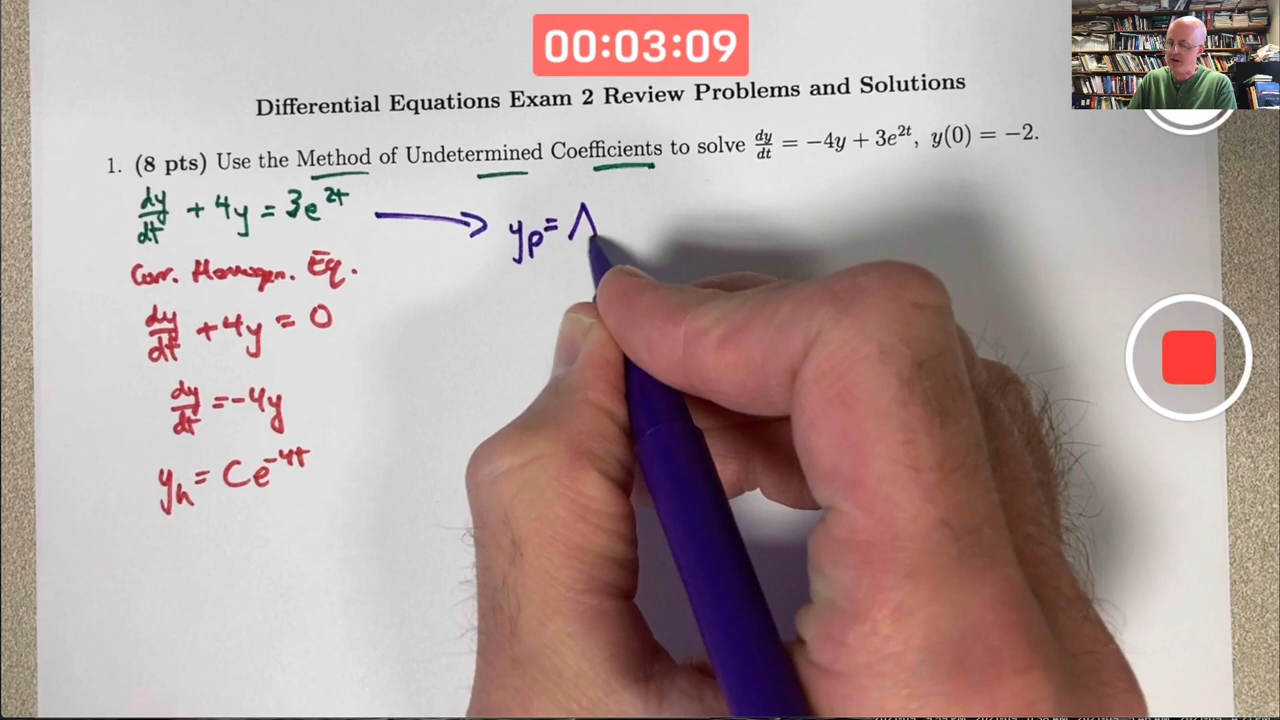 00:03:09
Differential Equations Exam 2 Review Problems and Solutions
1. (8 pts) Use the Method of Undetermined Coefficients to solve dy/dt = −4y + 3e^{2t}, y(0) = −2.
dy/dt + 4y = 3e^{2t} → y_p = A
Corr. Homogen. Eq.
dy/dt + 4y = 0
dy/dt = -4y
y_h = Ce^{-4t}